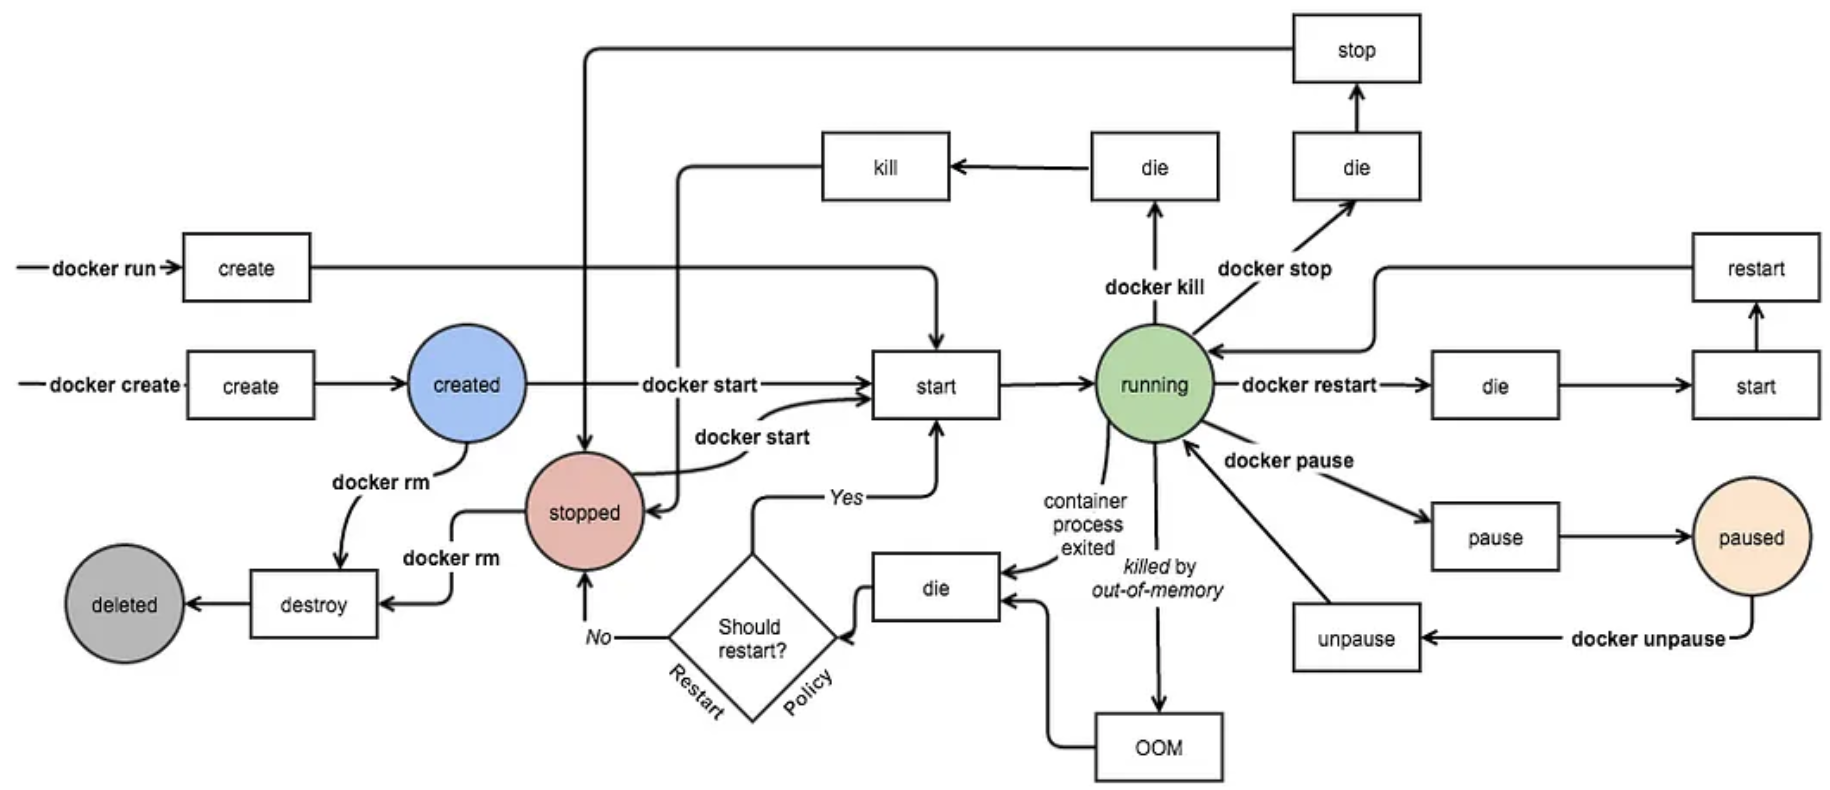 stop
kill
die
die
docker run
create
docker kill
docker stop
restart
docker create
create
created
docker start
start
running
docker restart
die
start
docker start
docker rm
stopped
Yes
docker pause
container
process
exited
pause
paused
docker rm
killed by
out-of-memory
deleted
destroy
die
No
Should
restart?
Restart
Policy
unpause
docker unpause
OOM